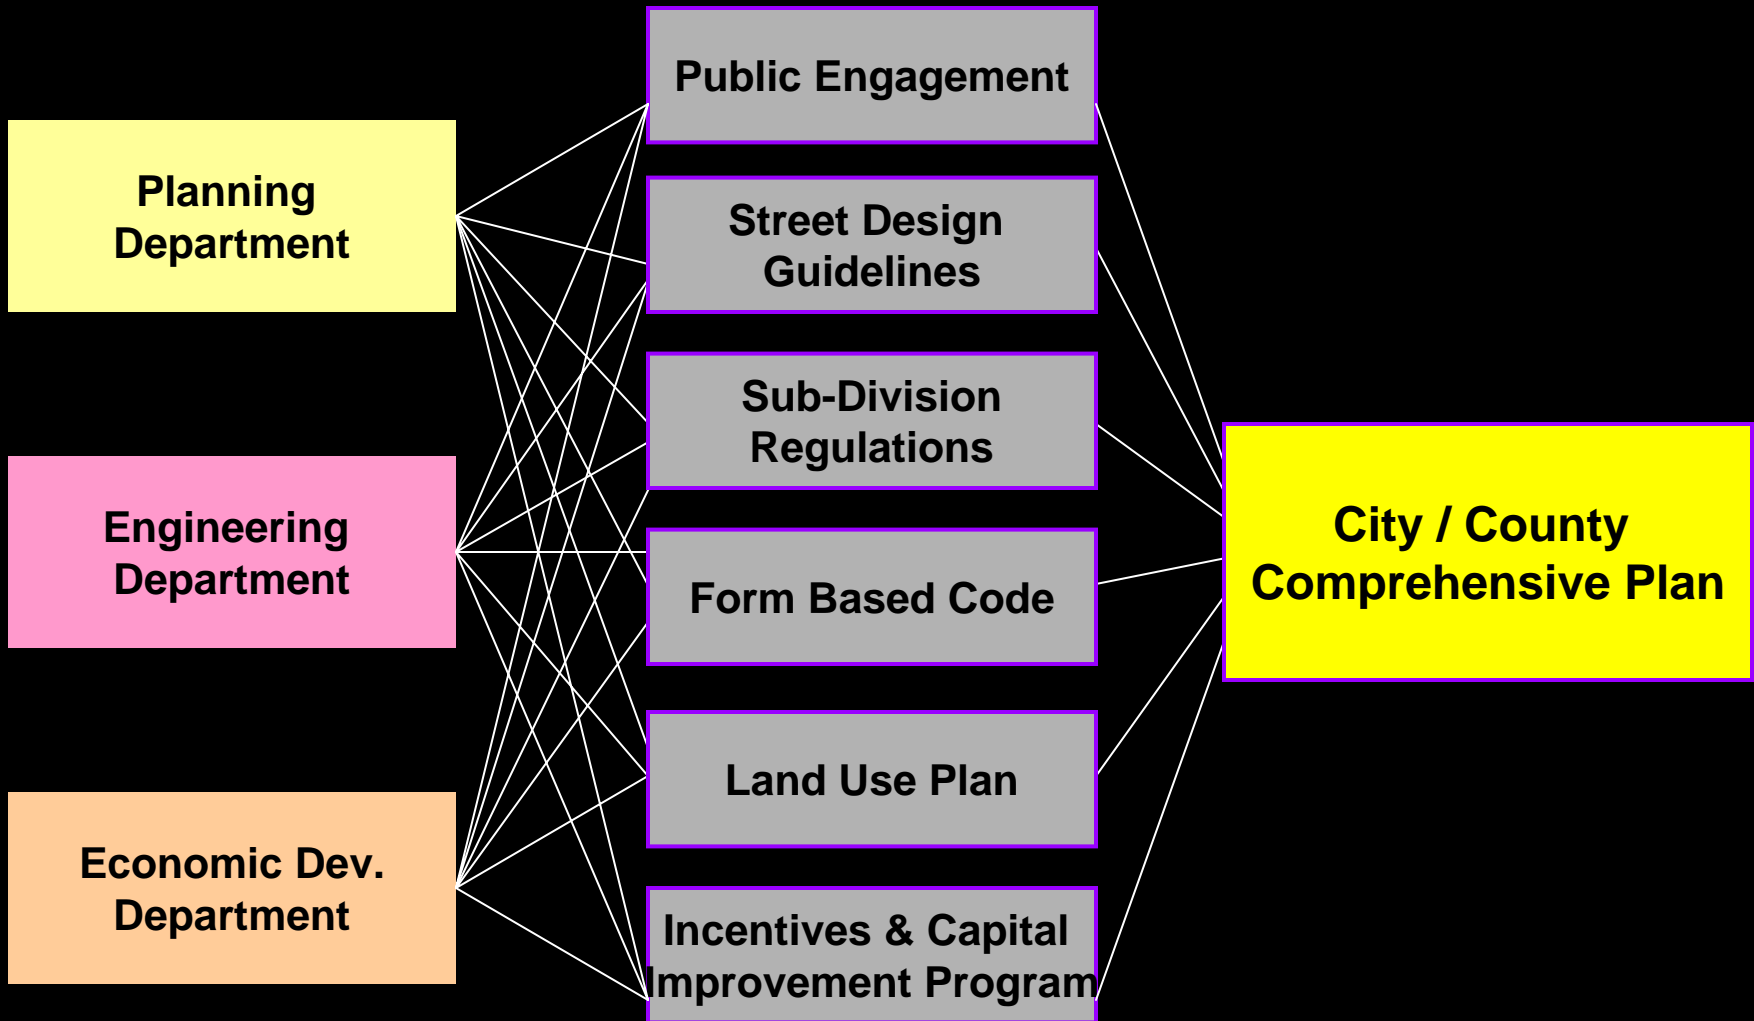 Planning
Department
Engineering
Department
Economic Dev.
Department
Public Engagement
Street Design
Guidelines
Sub-Division
Regulations
Form Based Code
Land Use Plan
Incentives & Capital
Improvement Program
City / County
Comprehensive Plan